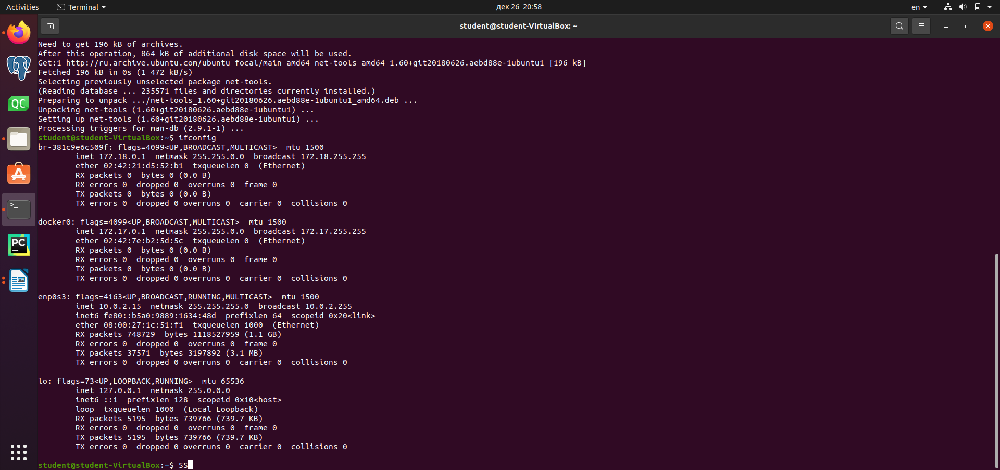 Activities
Terminal
дек 26  20:58
en
student@student-VirtualBox: ~
QC
PC
Need to get 196 kB of archives.
After this operation, 864 kB of additional disk space will be used.
Get:1 http://ru.archive.ubuntu.com/ubuntu focal/main amd64 net-tools amd64 1.60+git20180626.aebd88e-1ubuntu1 [196 kB]
Fetched 196 kB in 0s (1 472 kB/s)
Selecting previously unselected package net-tools.
(Reading database ... 235571 files and directories currently installed.)
Preparing to unpack .../net-tools_1.60+git20180626.aebd88e-1ubuntu1_amd64.deb ...
Unpacking net-tools (1.60+git20180626.aebd88e-1ubuntu1) ...
Setting up net-tools (1.60+git20180626.aebd88e-1ubuntu1) ...
Processing triggers for man-db (2.9.1-1) ...
student@student-VirtualBox:~$ ifconfig
br-381c9e6c509f: flags=4099<UP,BROADCAST,MULTICAST>  mtu 1500
        inet 172.18.0.1  netmask 255.255.0.0  broadcast 172.18.255.255
        ether 02:42:21:d5:52:b1  txqueuelen 0  (Ethernet)
        RX packets 0  bytes 0 (0.0 B)
        RX errors 0  dropped 0  overruns 0  frame 0
        TX packets 0  bytes 0 (0.0 B)
        TX errors 0  dropped 0 overruns 0  carrier 0  collisions 0

docker0: flags=4099<UP,BROADCAST,MULTICAST>  mtu 1500
        inet 172.17.0.1  netmask 255.255.0.0  broadcast 172.17.255.255
        ether 02:42:7e:b2:5d:5c  txqueuelen 0  (Ethernet)
        RX packets 0  bytes 0 (0.0 B)
        RX errors 0  dropped 0  overruns 0  frame 0
        TX packets 0  bytes 0 (0.0 B)
        TX errors 0  dropped 0 overruns 0  carrier 0  collisions 0

enp0s3: flags=4163<UP,BROADCAST,RUNNING,MULTICAST>  mtu 1500
        inet 10.0.2.15  netmask 255.255.255.0  broadcast 10.0.2.255
        inet6 fe80::b5a0:9889:1634:48d  prefixlen 64  scopeid 0x20<link>
        ether 08:00:27:1c:51:f1  txqueuelen 1000  (Ethernet)
        RX packets 748729  bytes 1118527959 (1.1 GB)
        RX errors 0  dropped 0  overruns 0  frame 0
        TX packets 37571  bytes 3197892 (3.1 MB)
        TX errors 0  dropped 0 overruns 0  carrier 0  collisions 0

lo: flags=73<UP,LOOPBACK,RUNNING>  mtu 65536
        inet 127.0.0.1  netmask 255.0.0.0
        inet6 ::1  prefixlen 128  scopeid 0x10<host>
        loop  txqueuelen 1000  (Local Loopback)
        RX packets 5195  bytes 739766 (739.7 KB)
        RX errors 0  dropped 0  overruns 0  frame 0
        TX packets 5195  bytes 739766 (739.7 KB)
        TX errors 0  dropped 0 overruns 0  carrier 0  collisions 0

student@student-VirtualBox:~$ SS